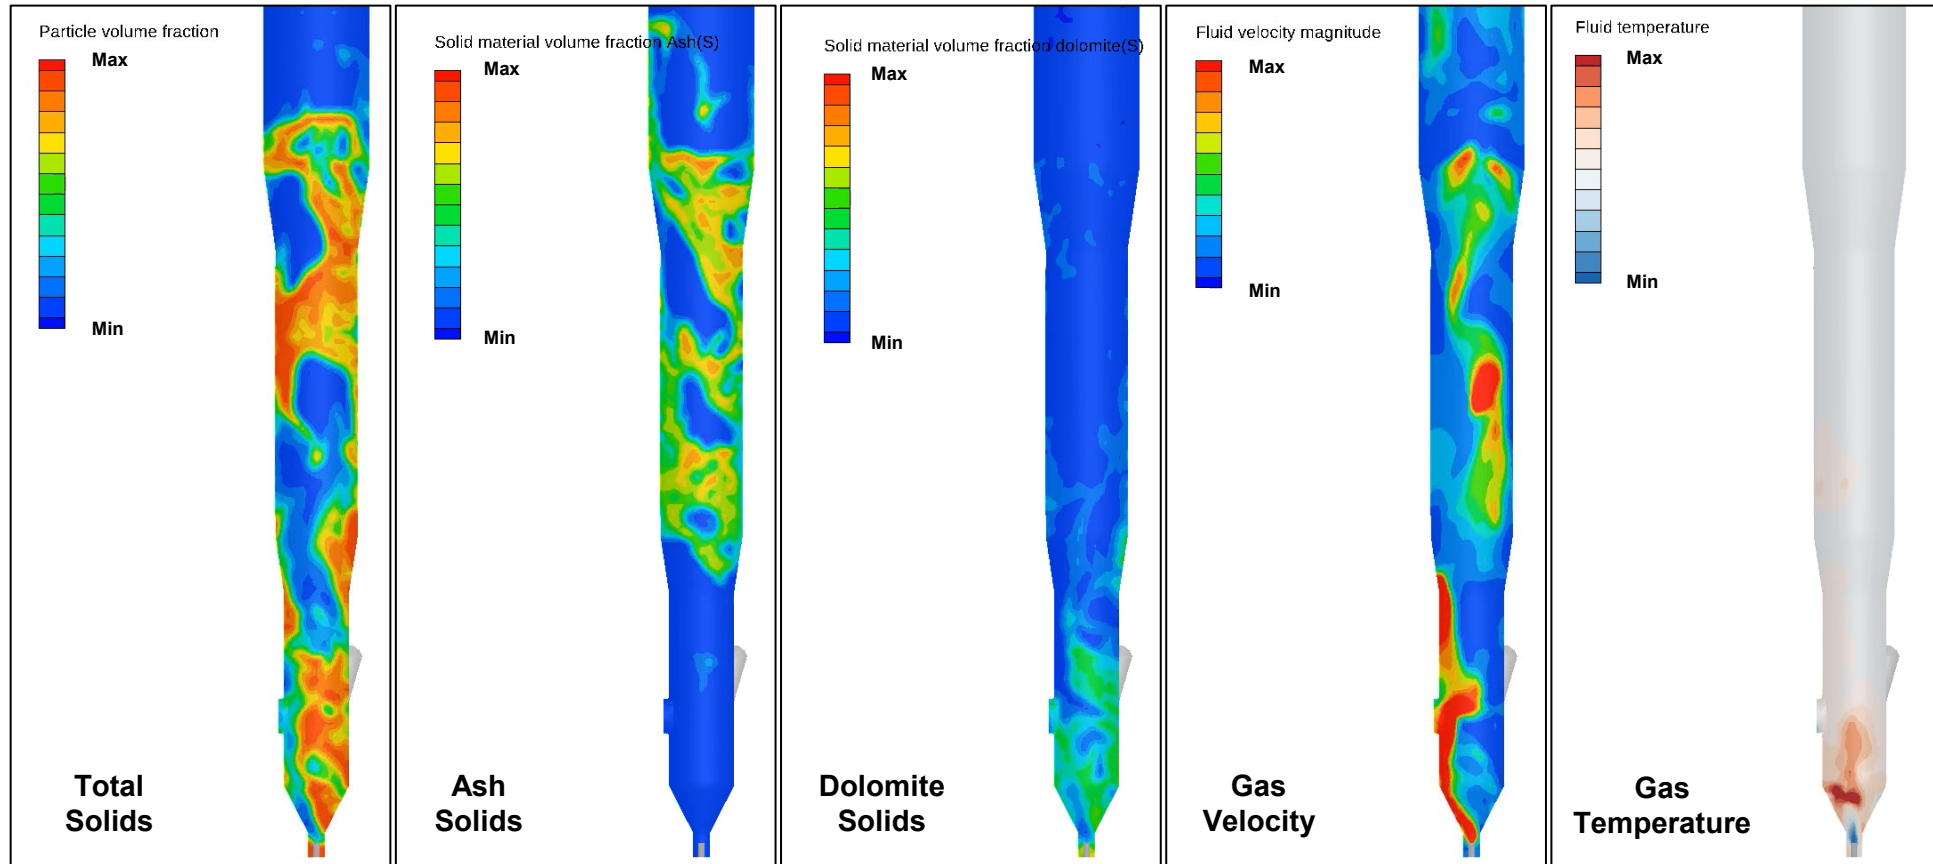 Particle volume fraction
Max
Min
Total
Solids
Solid material volume fraction Ash(S)
Max
Min
Ash
Solids
Solid material volume fraction dolomite(S)
Max
Min
Dolomite
Solids
Fluid velocity magnitude
Max
Min
Gas
Velocity
Fluid temperature
Max
Min
Gas
Temperature